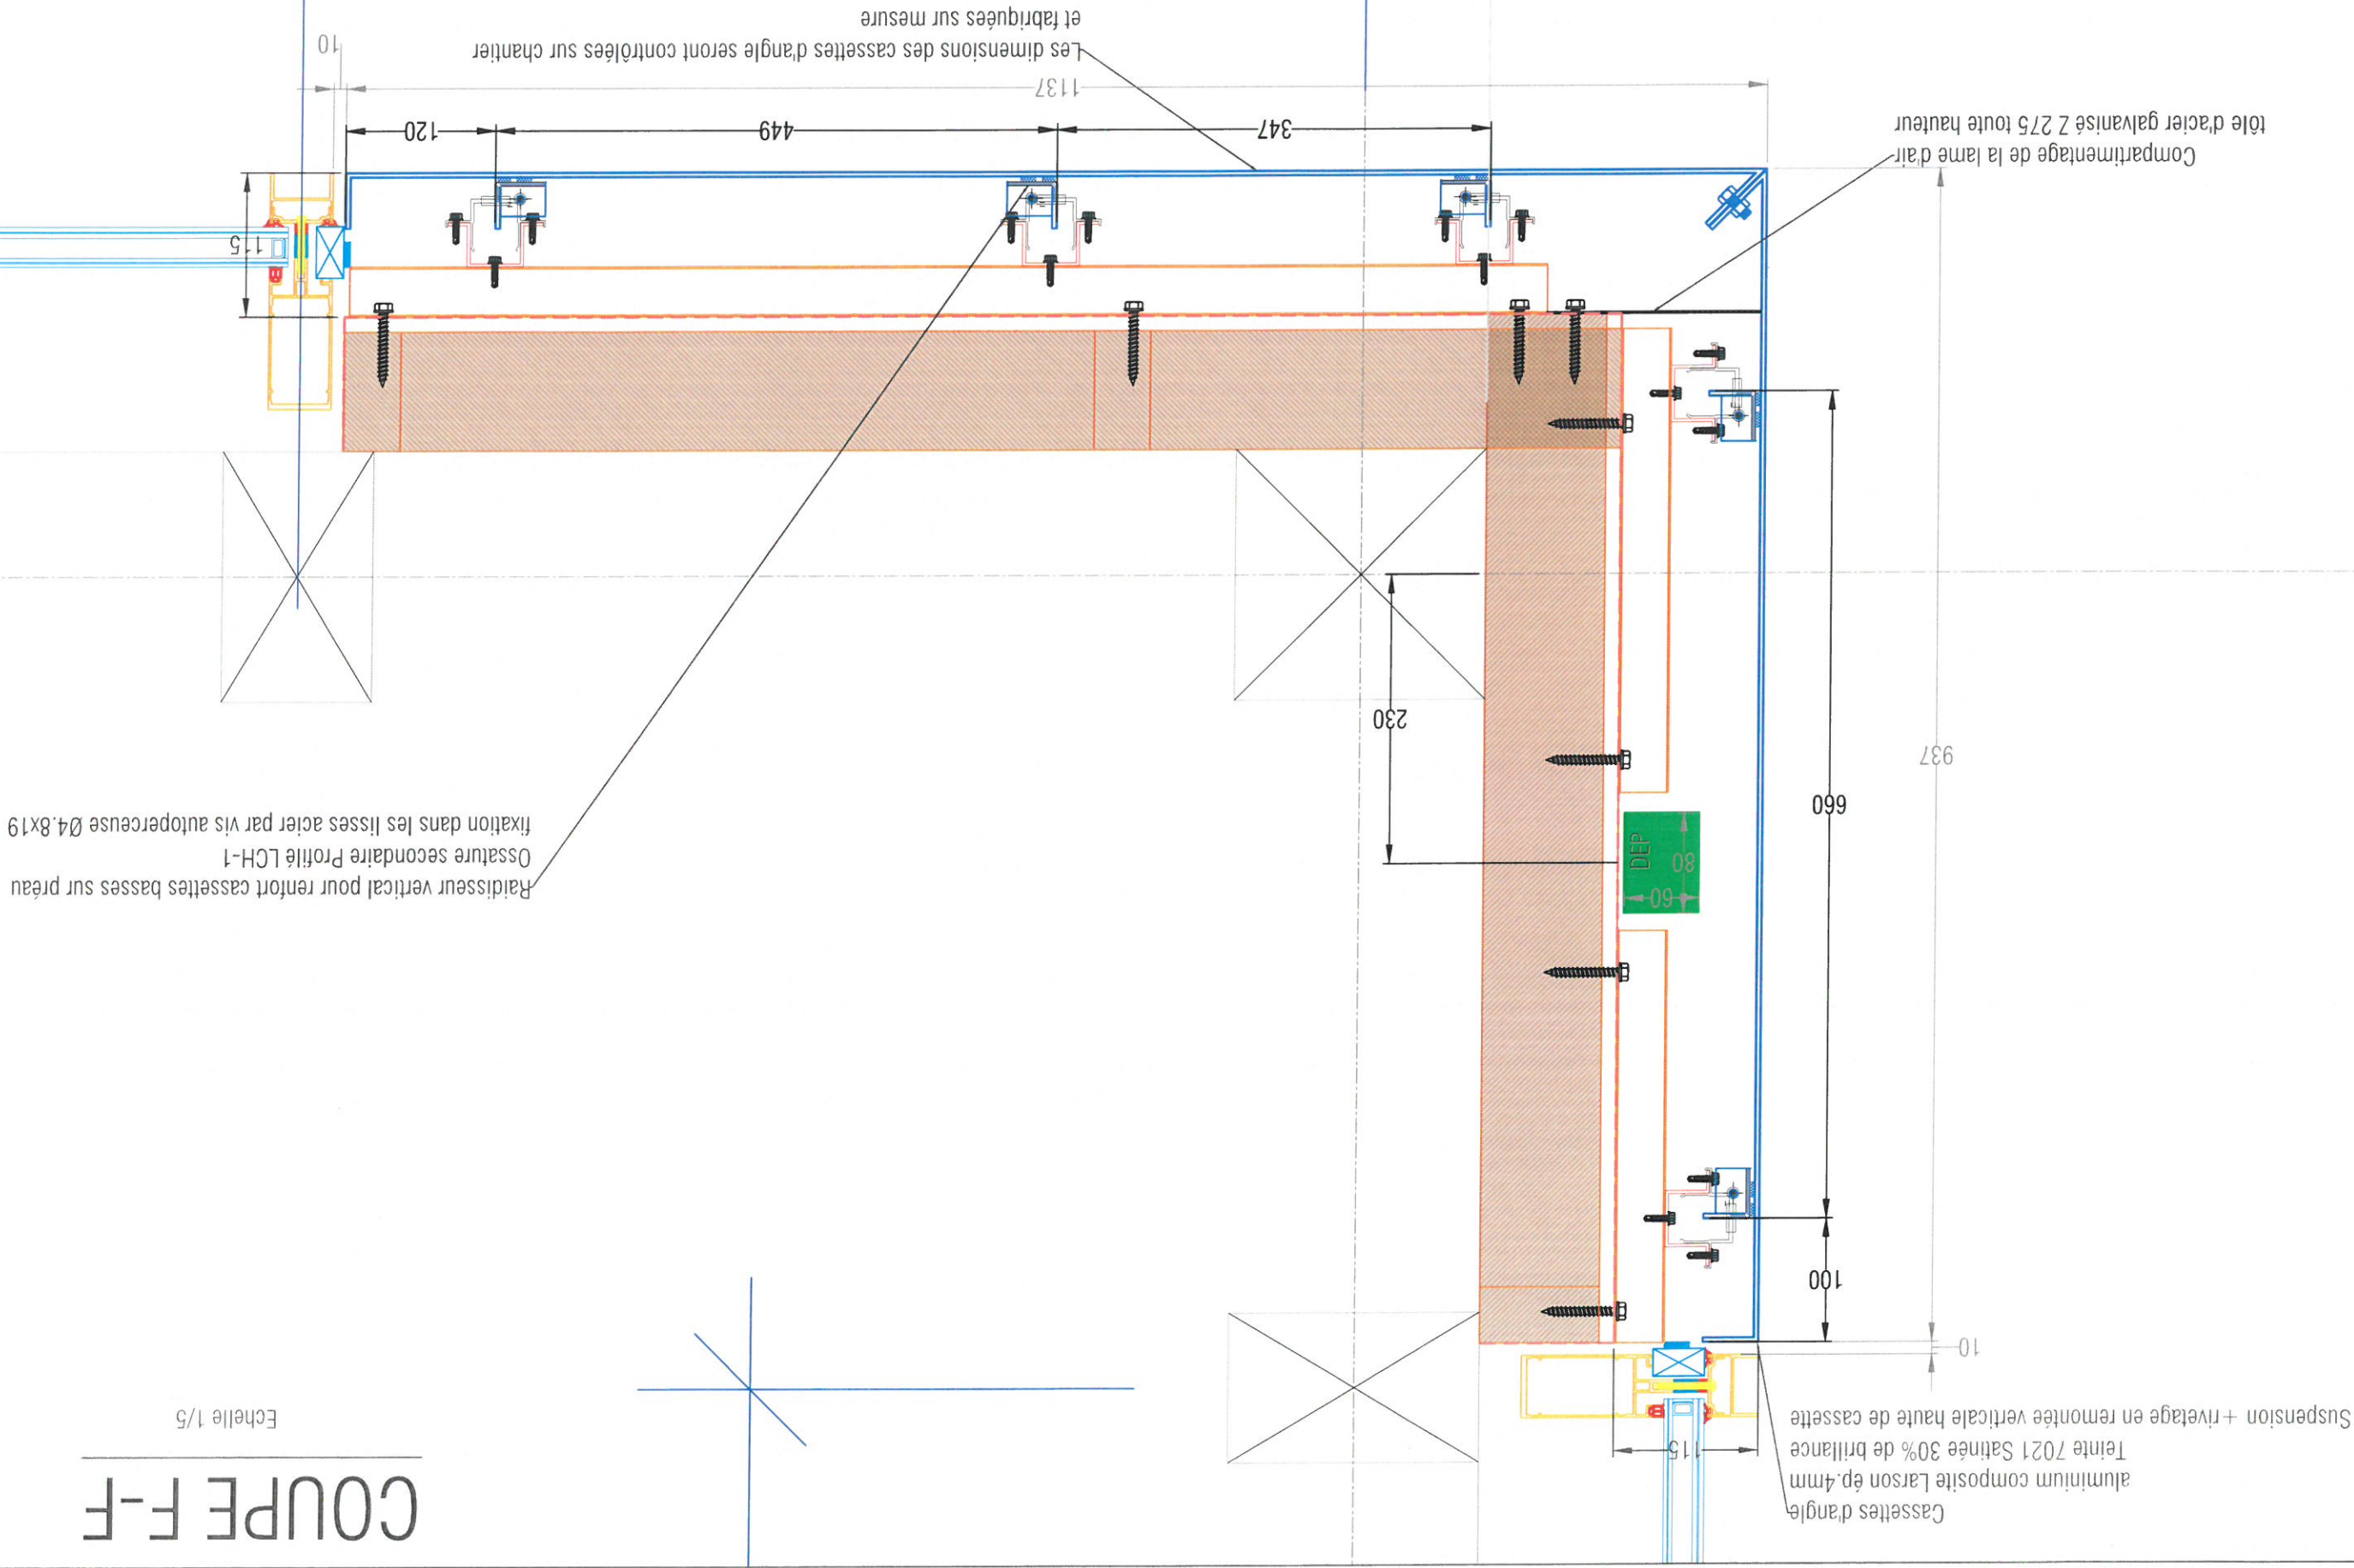 COUPE F-F
Echelle 1/5
Cassettes d'angle
aluminium composite Larson ép.4mm
Teinte 7021 Satinée 30% de brillance
Suspension +rivetage en remontée verticale haute de cassette
115
10
100
60
80
DEP
660
937
230
Raidisseur vertical pour renfort cassettes basses sur préau
Ossature secondaire Profilé LCH-1
fixation dans les lisses acier par vis autoperceuse Ø4.8x19
115
Compartimentage de la lame d'air
tôle d'acier galvanisé Z 275 toute hauteur
347
449
120
1137
10
Les dimensions des cassettes d'angle seront contrôlées sur chantier
et fabriquées sur mesure